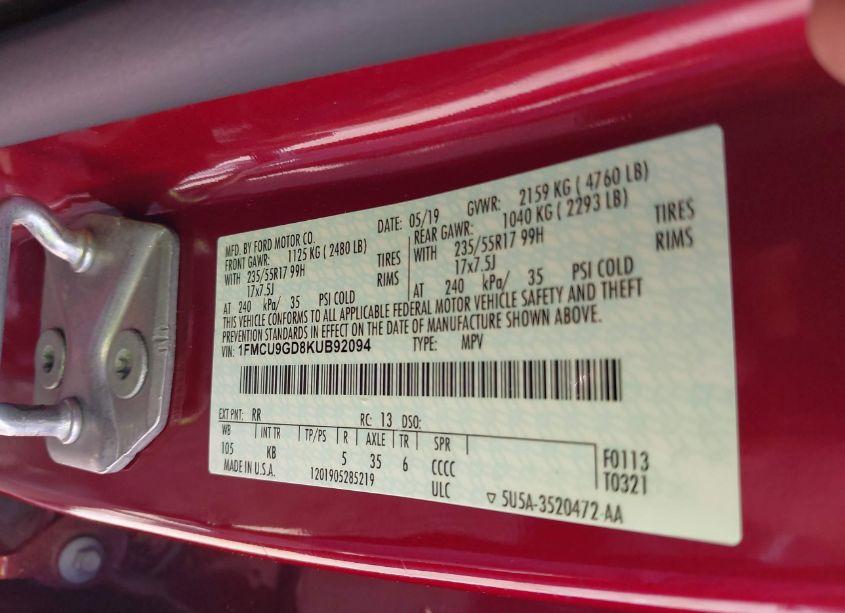 MFD. BY FORD MOTOR CO.
DATE: 05/19 GVWR: 2159 KG ( 4760 LB)
FRONT GAWR: 1125 KG ( 2480 LB) REAR GAWR: 1040 KG ( 2293 LB)
WITH 235/55R17 99H TIRES WITH 235/55R17 99H TIRES
17x7.5J RIMS 17x7.5J RIMS
AT 240 kPa/ 35 PSI COLD AT 240 kPa/ 35 PSI COLD
THIS VEHICLE CONFORMS TO ALL APPLICABLE FEDERAL MOTOR VEHICLE SAFETY AND THEFT
PREVENTION STANDARDS IN EFFECT ON THE DATE OF MANUFACTURE SHOWN ABOVE.
VIN: 1FMCU9GD8KUB92094 TYPE: MPV
EXT PNT: RR RC: 13 DSO:
WB INT TR TP/PS R AXLE TR SPR
105 KB 5 35 6 CCCC
F0113
T0321
MADE IN U.S.A. 1201905285219 ULC
▽ 5U5A-3520472-AA